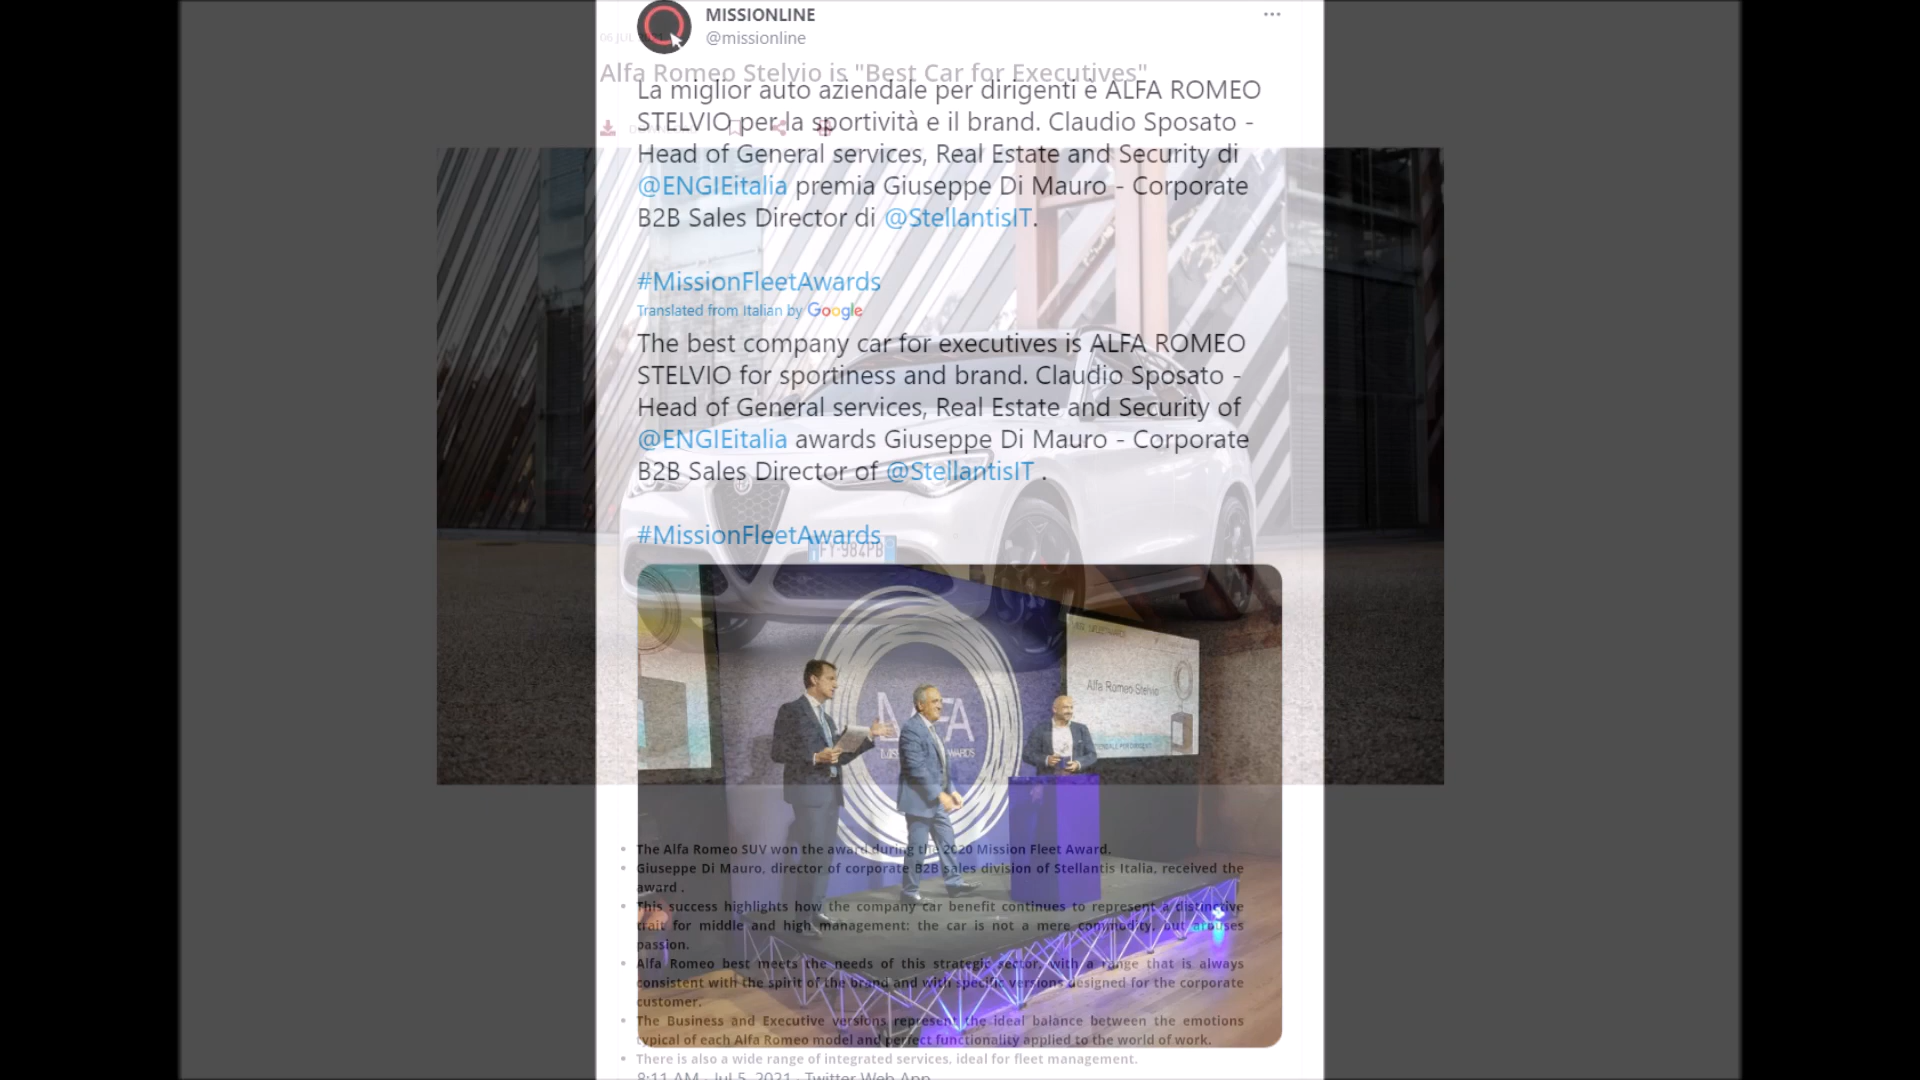 MISSIONLINE
@missionline
06 JUL
Alfa Romeo Stelvio is "Best Car for Executives"
La miglior auto aziendale per dirigenti è ALFA ROMEO
STELVIO per la sportività e il brand. Claudio Sposato -
Head of General services, Real Estate and Security di
@ENGIEitalia premia Giuseppe Di Mauro - Corporate
B2B Sales Director di @StellantisIT.
#MissionFleetAwards
Translated from Italian by Google
The best company car for executives is ALFA ROMEO
STELVIO for sportiness and brand. Claudio Sposato -
Head of General services, Real Estate and Security of
@ENGIEitalia awards Giuseppe Di Mauro - Corporate
B2B Sales Director of @StellantisIT .
#MissionFleetAwards
FY 984PB
Alfa Romeo Stelvio
The Alfa Romeo SUV won the award during the 2020 Mission Fleet Award.
Giuseppe Di Mauro, director of corporate B2B sales division of Stellantis Italia, received the
award .
This success highlights how the company car benefit continues to represent a distinctive
trait for middle and high management: the car is not a mere commodity, but arouses
passion.
Alfa Romeo best meets the needs of this strategic sector, with a range that is always
consistent with the spirit of the brand and with specific versions designed for the corporate
customer.
The Business and Executive versions represent the ideal balance between the emotions
typical of each Alfa Romeo model and perfect functionality applied to the world of work.
There is also a wide range of integrated services, ideal for fleet management.
8:11 AM · Jul 5, 2021 · Twitter Web App